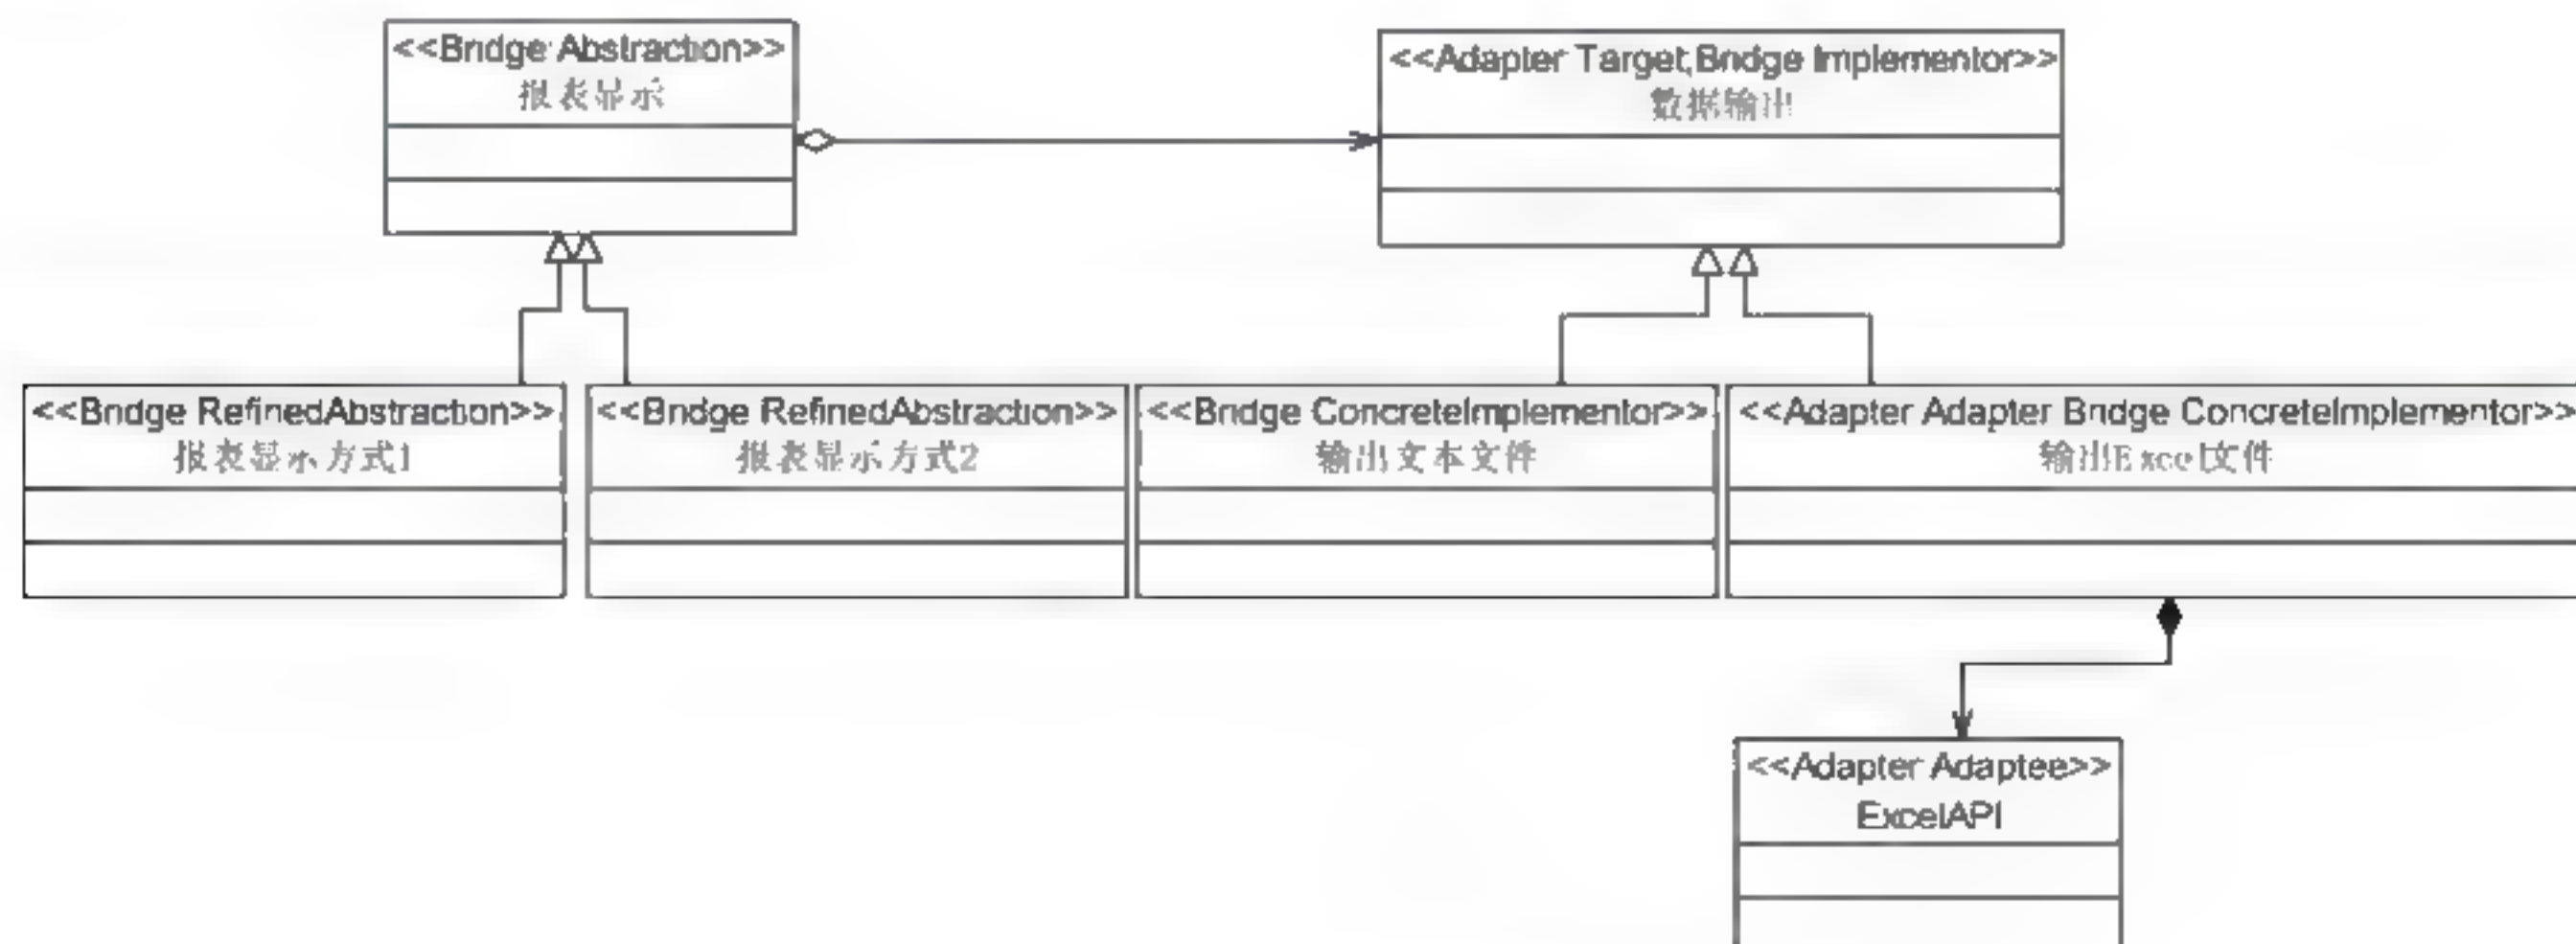 <<Bridge Abstraction>>
报表显示
<<Adapter Target,Bridge Implementor>>
数据输出
<<Bridge RefinedAbstraction>>
报表显示方式1
<<Bridge RefinedAbstraction>>
报表显示方式2
<<Bridge ConcreteImplementor>>
输出文本文件
<<Adapter Adapter Bridge ConcreteImplementor>>
输出Excel文件
<<Adapter Adaptee>>
ExcelAPI